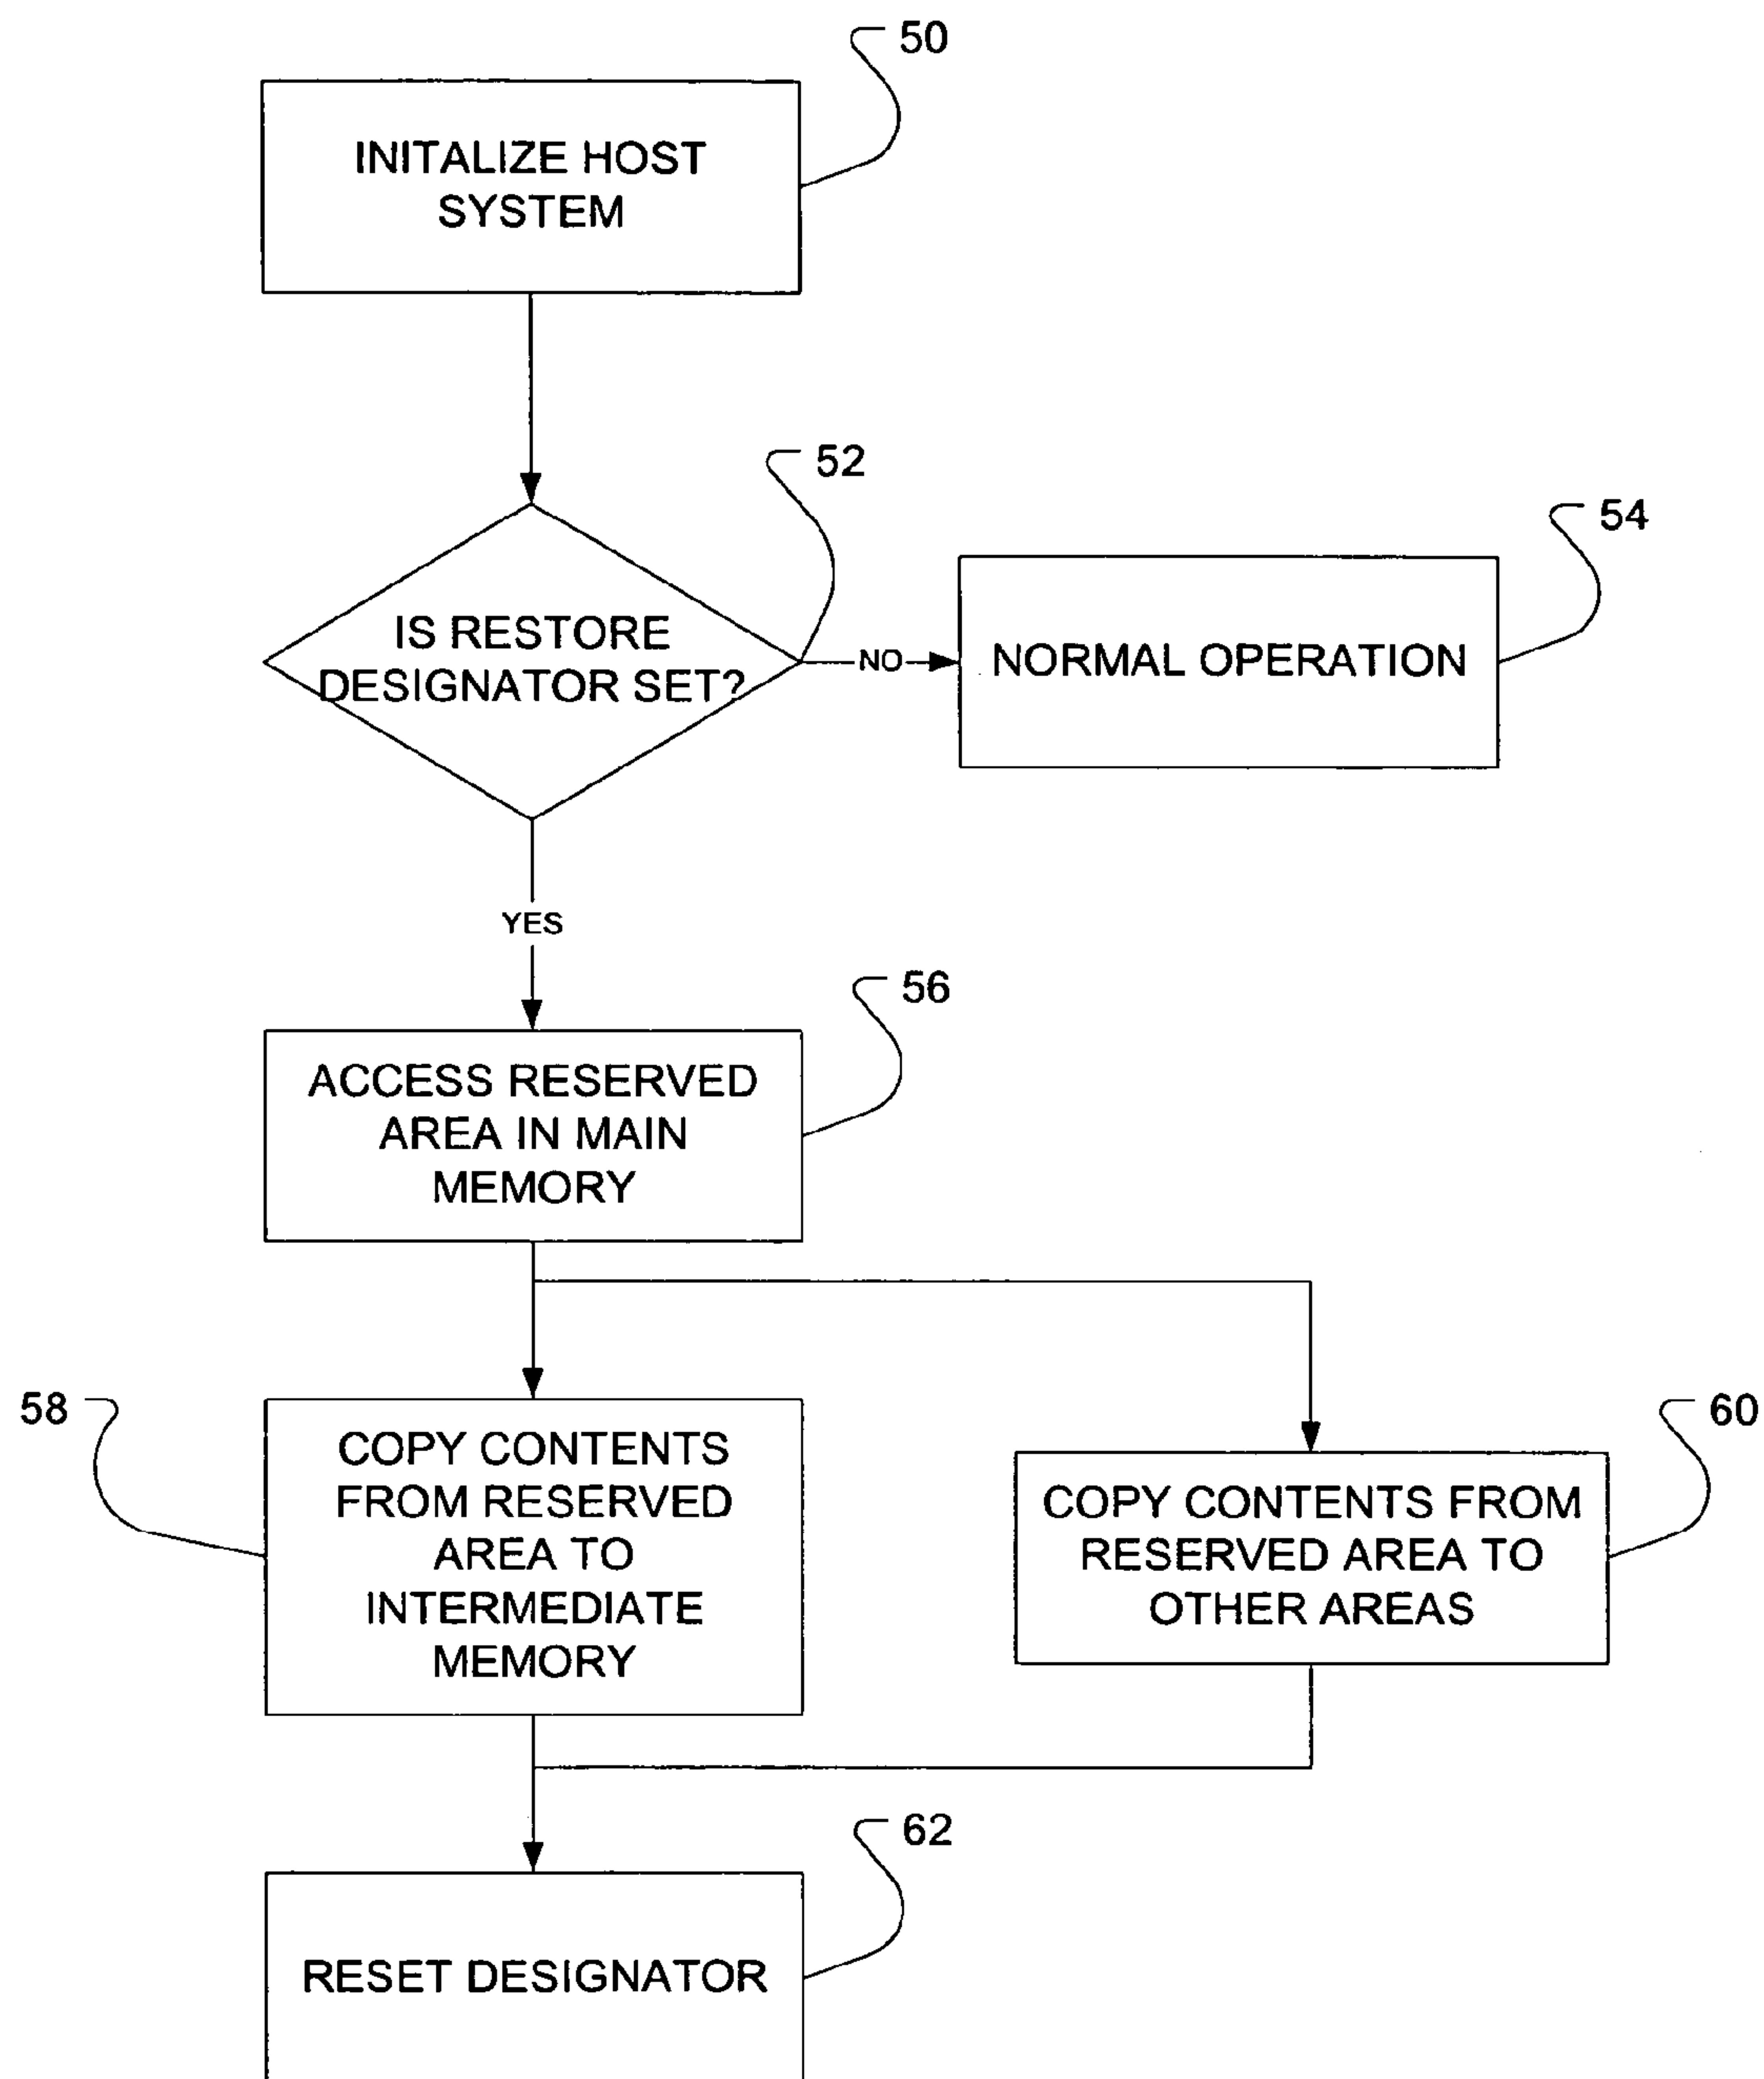 50
INITALIZE HOST
SYSTEM
52
IS RESTORE
DESIGNATOR SET?
NO
54
NORMAL OPERATION
YES
56
ACCESS RESERVED
AREA IN MAIN
MEMORY
58
COPY CONTENTS
FROM RESERVED
AREA TO
INTERMEDIATE
MEMORY
60
COPY CONTENTS FROM
RESERVED AREA TO
OTHER AREAS
62
RESET DESIGNATOR